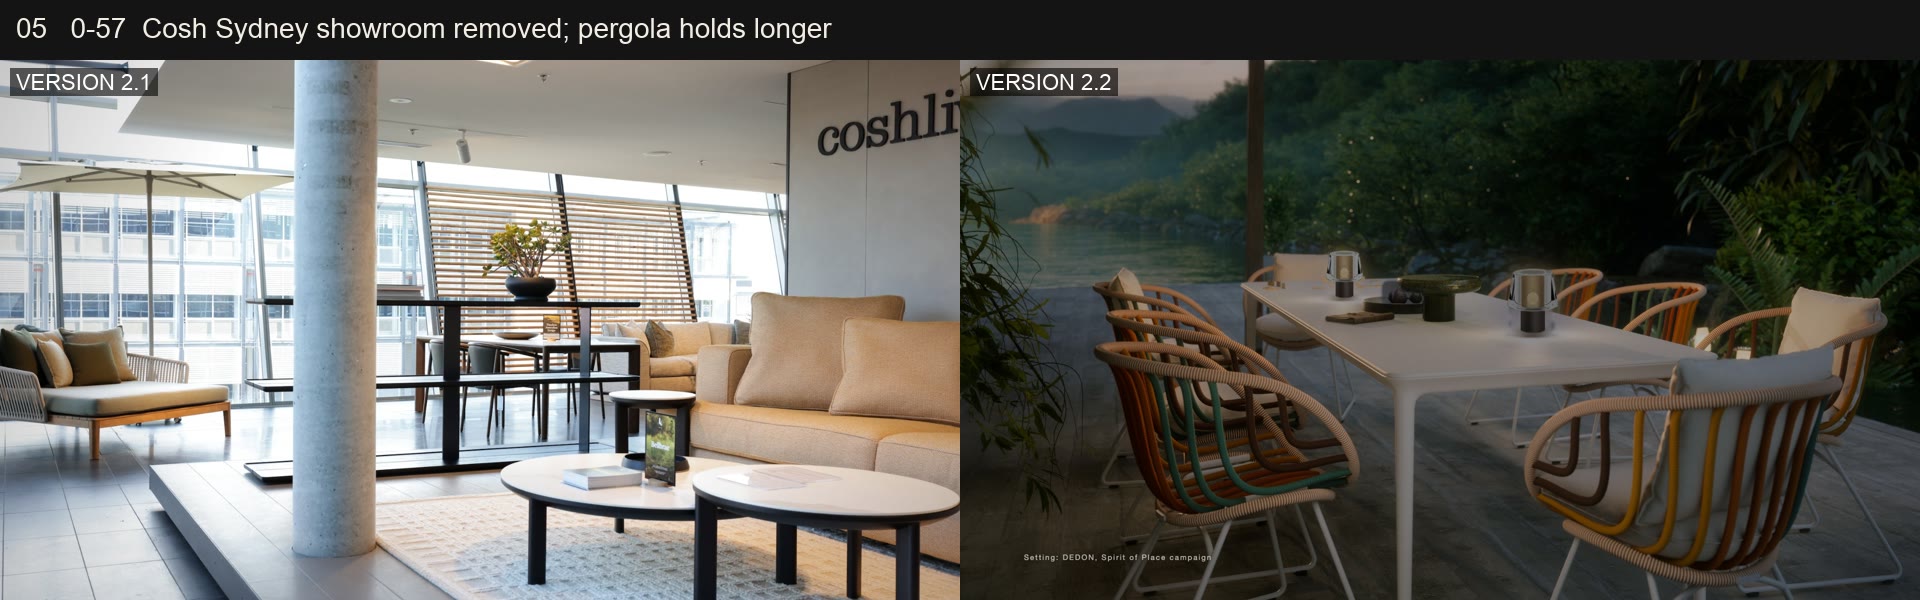 05 0-57 Cosh Sydney showroom removed; pergola holds longer
VERSION 2.1
VERSION 2.2
coshli
Setting: DEDON, Spirit of Place campaign